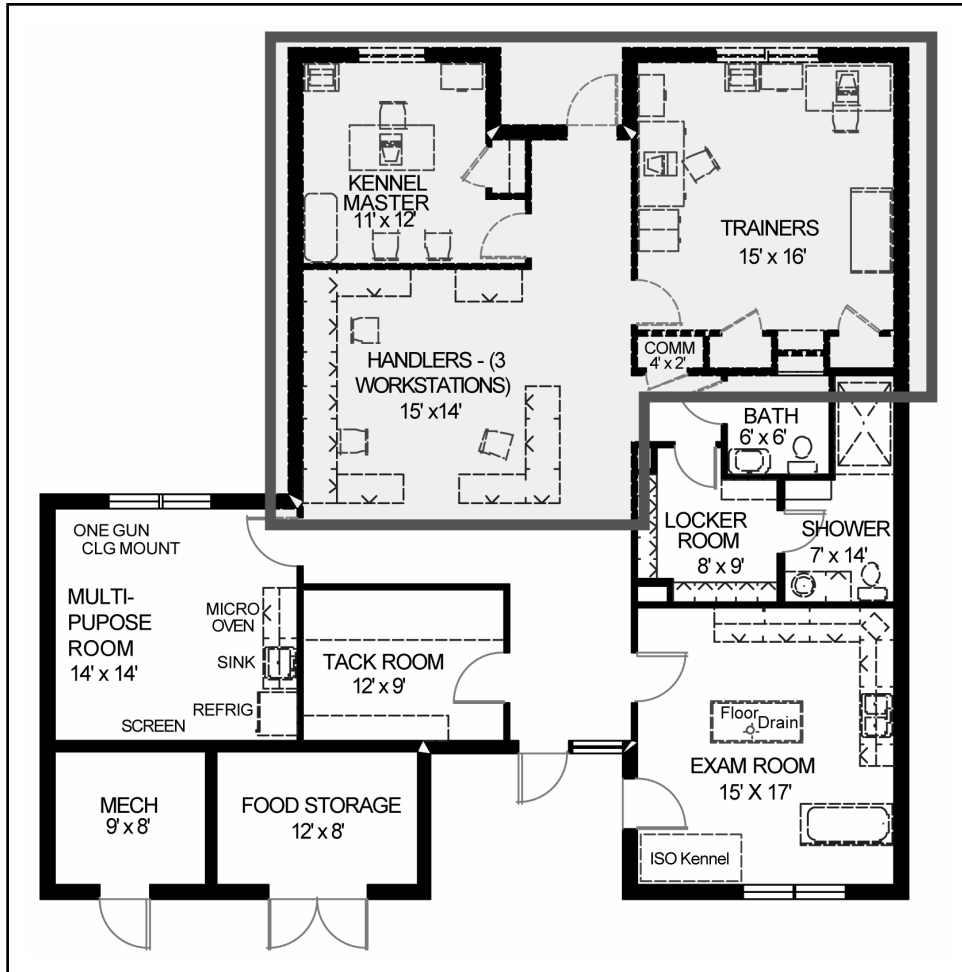 KENNEL
MASTER
11' x 12'
TRAINERS
15' x 16'
HANDLERS - (3
WORKSTATIONS)
15' x14'
COMM
4' x 2'
BATH
6' x 6'
LOCKER
ROOM
8' x 9'
SHOWER
7' x 14'
ONE GUN
CLG MOUNT
MULTI-
PUPOSE
ROOM
14' x 14'
MICRO
OVEN
SINK
REFRIG
SCREEN
TACK ROOM
12' x 9'
Floor
Drain
EXAM ROOM
15' X 17'
ISO Kennel
MECH
9' x 8'
FOOD STORAGE
12' x 8'